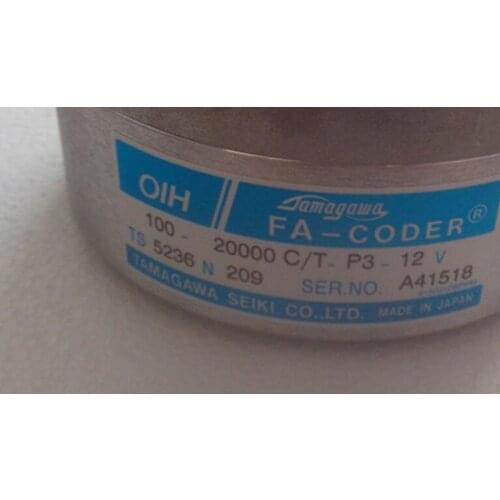 OIH Tamagawa
FA-CODER®
100 - 20000 C/T- P3 - 12 V
TS 5236 N 209 SER.NO. A41518
TAMAGAWA SEIKI CO.,LTD. MADE IN JAPAN